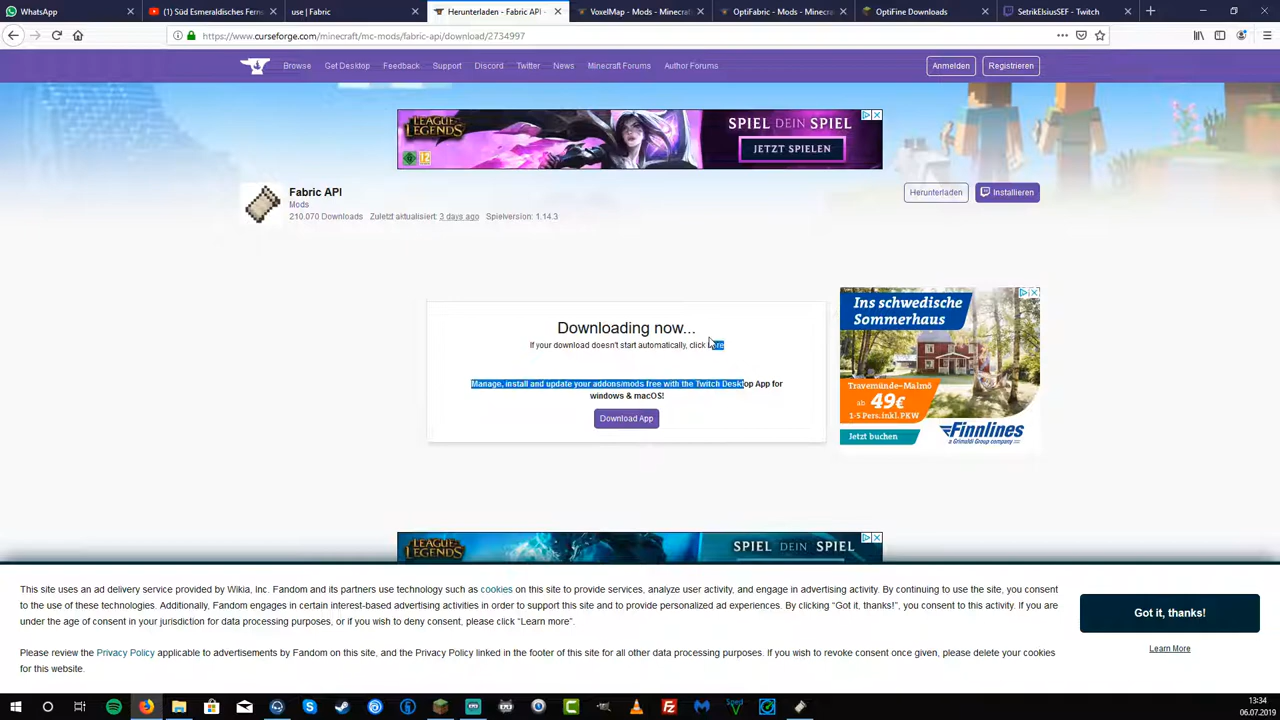 WhatsApp
(1) Süd Esmeraldisches Fern
use | Fabric
Herunterladen - Fabric API -
VoxelMap - Mods - Minecraf
OptiFabric - Mods - Minecra
OptiFine Downloads
SetrikElsiusSEF - Twitch
https://www.curseforge.com/minecraft/mc-mods/fabric-api/download/2734997
Browse Get Desktop Feedback Support Discord Twitter News Minecraft Forums Author Forums Anmelden Registrieren
LEAGUE LEGENDS
12
SPIEL DEIN SPIEL
JETZT SPIELEN
Fabric API
Mods
210.070 Downloads Zuletzt aktualisiert: 3 days ago Spielversion: 1.14.3
Herunterladen Installieren
Downloading now...
If your download doesn't start automatically, click here
Manage, install and update your addons/mods free with the Twitch Desktop App for
windows & macOS!
Download App
Ins schwedische
Sommerhaus
Travemünde–Malmö
ab 49€
1-5 Pers. inkl. PKW
Jetzt buchen
Finnlines
LEAGUE LEGENDS
SPIEL DEIN SPIEL
This site uses an ad delivery service provided by Wikia, Inc. Fandom and its partners use technology such as cookies on this site to provide services, analyze user activity, and engage in advertising activity. By continuing to use the site, you consent
to the use of these technologies. Additionally, Fandom engages in certain interest-based advertising activities in order to support this site and to provide personalized ad experiences. By clicking “Got it, thanks!”, you consent to this activity. If you are
under the age of consent in your jurisdiction for data processing purposes, or if you wish to deny consent, please click “Learn more”.
Please review the Privacy Policy applicable to advertisements by Fandom on this site, and the Privacy Policy linked in the footer of this site for all other data processing purposes. If you wish to revoke consent once given, please delete your cookies
for this website.
Got it, thanks!
Learn More
13:34
06.07.2019